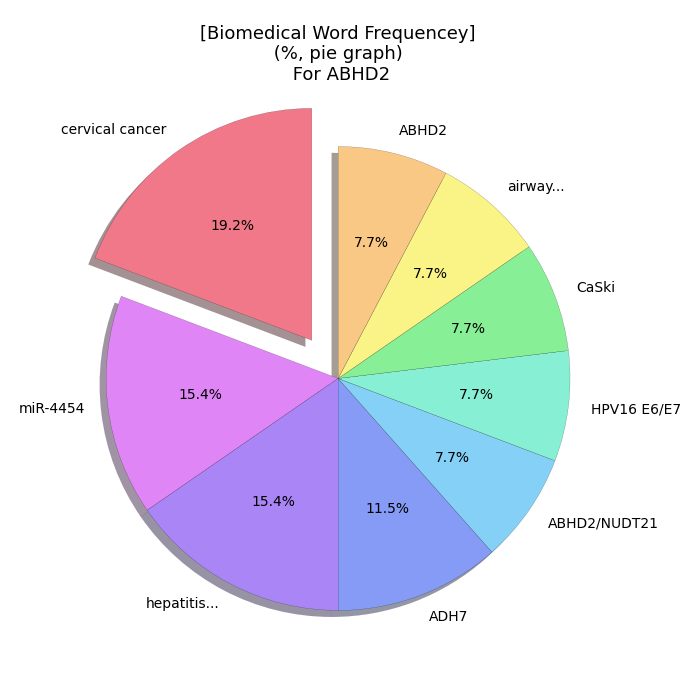 [Biomedical Word Frequencey]
(%, pie graph)
For ABHD2
cervical cancer
19.2%
ABHD2
7.7%
airway...
7.7%
CaSki
7.7%
HPV16 E6/E7
7.7%
ABHD2/NUDT21
7.7%
ADH7
11.5%
hepatitis...
15.4%
miR-4454
15.4%